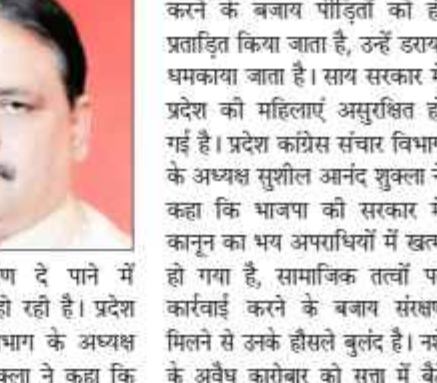 ण दे पाने में
हो रही है। प्रदेश
भाग के अध्यक्ष
क्ला ने कहा कि
करने के बजाय पीड़ितों को
प्रताड़ित किया जाता है, उन्हें डराया
धमकाया जाता है। साय सरकार
प्रदेश की महिलाएं असुरक्षित
गई है। प्रदेश कांग्रेस संचार विभाग
के अध्यक्ष सुशील आनंद शुक्ला
कहा कि भाजपा की सरकार
कानून का भय अपराधियों में खत्म
हो गया है, सामाजिक तत्वों
कार्रवाई करने के बजाय संरक्षण
मिलने से उनके हौसले बुलंद है।
के अवैध कारोबार को सत्ता में